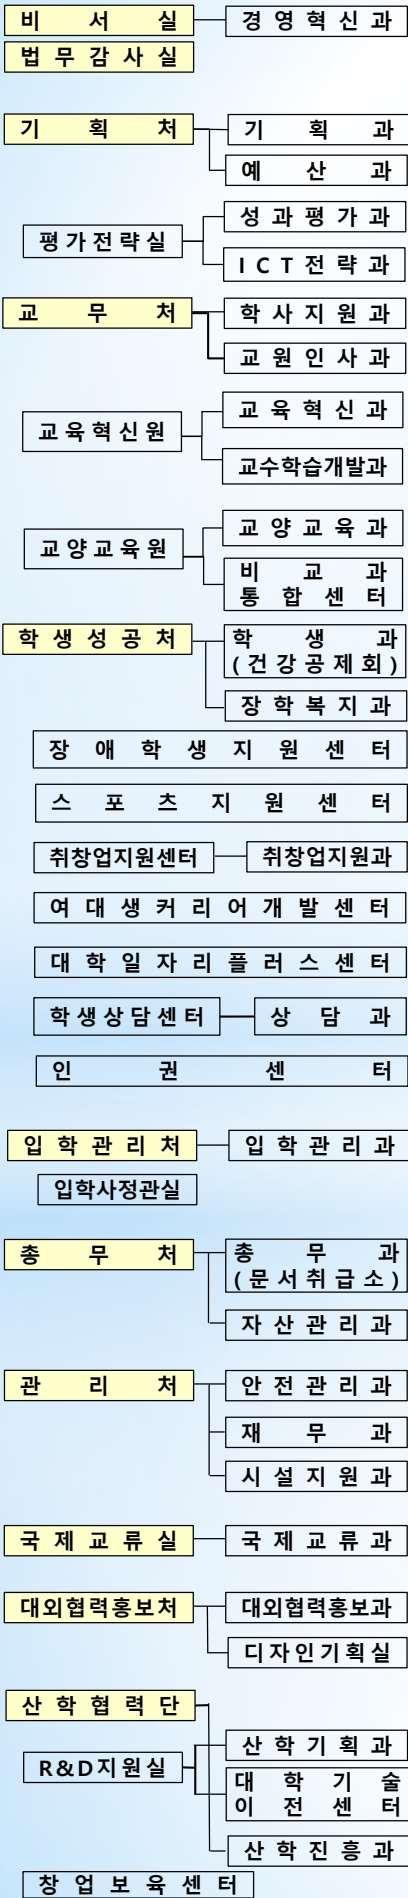 비서실 경영혁신과
법무감사실
기획처 기획과
예산과
성과평가과
평가전략실
ICT전략과
교무처 학사지원과
교원인사과
교육혁신과
교육혁신원
교수학습개발과
교양교육과
교양교육원
비교과
통합센터
학생성공처 학생과
(건강공제회)
장학복지과
장애학생지원센터
스포츠지원센터
취창업지원센터 취창업지원과
여대생커리어개발센터
대학일자리플러스센터
학생상담센터 상담과
인권센터
입학관리처 입학관리과
입학사정관실
총무처 총무과
(문서취급소)
자산관리과
관리처 안전관리과
재무과
시설지원과
국제교류실 국제교류과
대외협력홍보처 대외협력홍보과
디자인기획실
산학협력단
산학기획과
R&D지원실
대학기술
이전센터
산학진흥과
창업보육센터